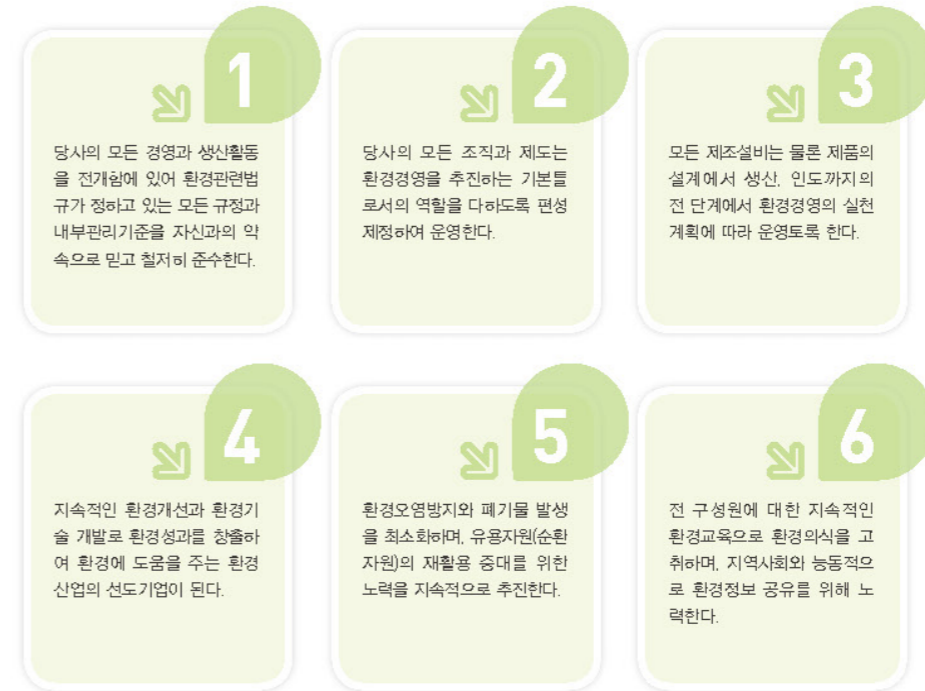 1
당사의 모든 경영과 생산활동
을 전개함에 있어 환경관련법
규가 정하고 있는 모든 규정과
내부관리기준을 자신과의 약
속으로 믿고 철저히 준수한다.
2
당사의 모든 조직과 제도는
환경경영을 추진하는 기본틀
로서의 역할을 다하도록 편성
제정하여 운영한다.
3
모든 제조설비는 물론 제품의
설계에서 생산, 인도까지의
전 단계에서 환경경영의 실천
계획에 따라 운영토록 한다.
4
지속적인 환경개선과 환경기
술 개발로 환경성과를 창출하
여 환경에 도움을 주는 환경
산업의 선도기업이 된다.
5
환경오염방지와 폐기물 발생
을 최소화하며, 유용자원(순환
자원)의 재활용 증대를 위한
노력을 지속적으로 추진한다.
6
전 구성원에 대한 지속적인
환경교육으로 환경의식을 고
취하며, 지역사회와 능동적으
로 환경정보 공유를 위해 노
력한다.